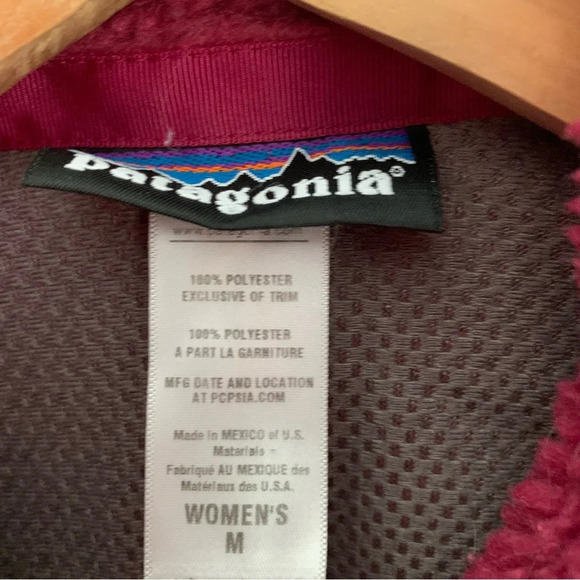 patagonia®
100% POLYESTER
EXCLUSIVE OF TRIM
100% POLYESTER
A PART LA GARNITURE
MFG DATE AND LOCATION
AT PCPSIA.COM
Made in MEXICO of U.S.
Materials -
Fabriqué AU MEXIQUE des
Matériaux des U.S.A.
WOMEN'S
M